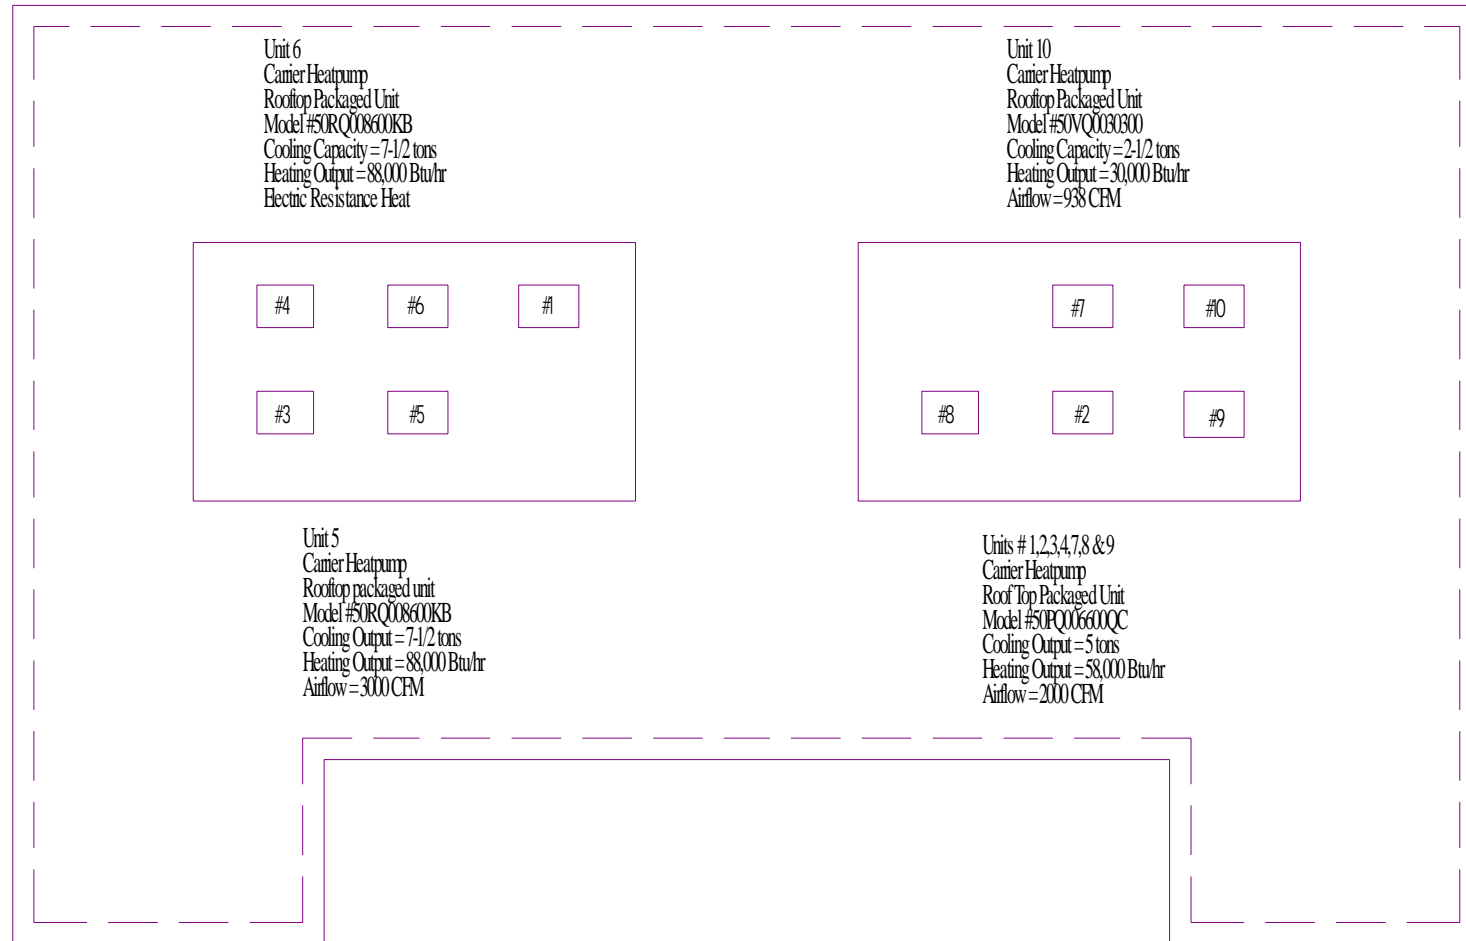 Unit 6
Carrier Heatpump
Rooftop Packaged Unit
Model #50RQ008600KB
Cooling Capacity = 7-1/2 tons
Heating Output = 88,000 Btu/hr
Electric Resistance Heat
Unit 10
Carrier Heatpump
Rooftop Packaged Unit
Model #50VQ0030300
Cooling Capacity = 2-1/2 tons
Heating Output = 30,000 Btu/hr
Airflow = 938 CFM
#4
#6
#1
#7
#10
#3
#5
#8
#2
#9
Unit 5
Carrier Heatpump
Rooftop packaged unit
Model #50RQ008600KB
Cooling Output = 7-1/2 tons
Heating Output = 88,000 Btu/hr
Airflow = 3000 CFM
Units # 1,2,3,4,7,8 & 9
Carrier Heatpump
Roof Top Packaged Unit
Model #50PQ006600QC
Cooling Output = 5 tons
Heating Output = 58,000 Btu/hr
Airflow = 2000 CFM